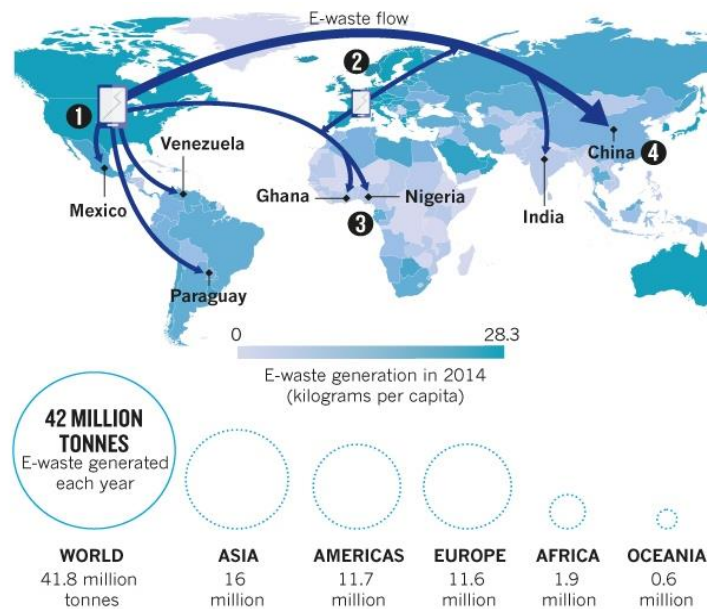 E-waste flow
2
1
Venezuela
China 4
Ghana
Nigeria
Mexico
India
3
Paraguay
0
28.3
E-waste generation in 2014
(kilograms per capita)
42 MILLION
TONNES
E-waste generated
each year
WORLD
41.8 million
tonnes
ASIA
16
million
AMERICAS
11.7
million
EUROPE
11.6
million
AFRICA
1.9
million
OCEANIA
0.6
million